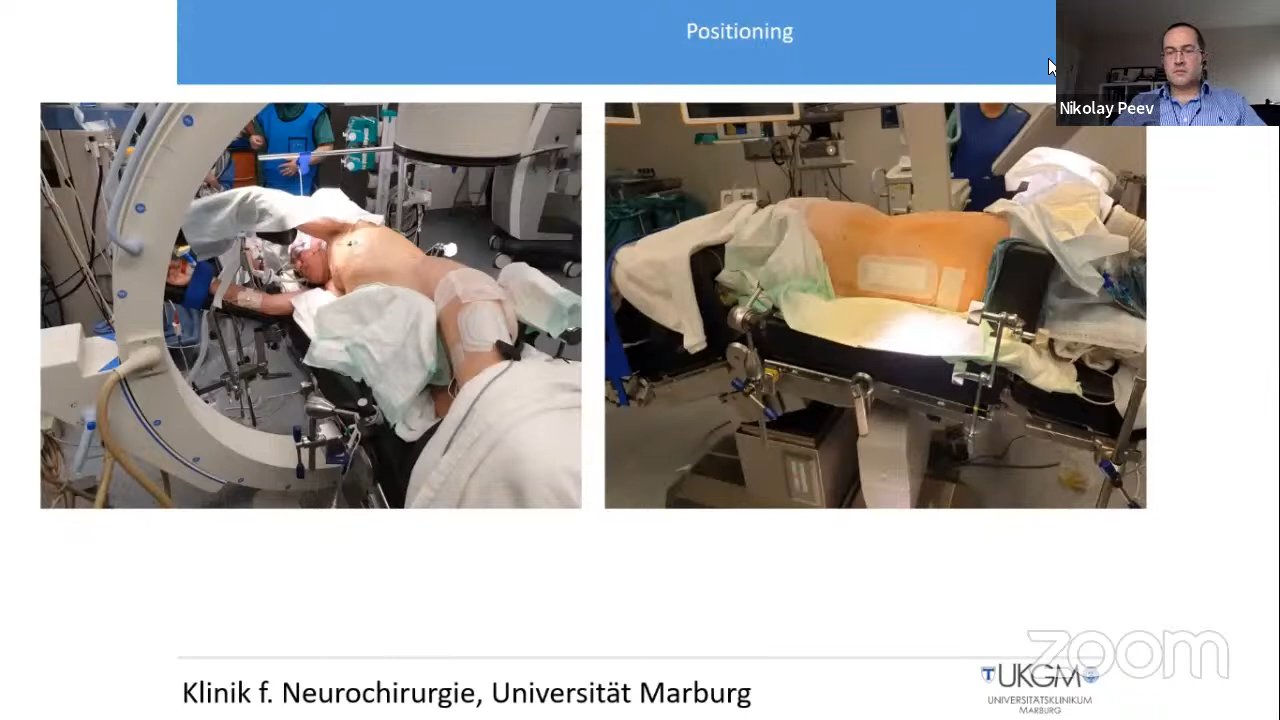 Positioning
Nikolay Peev
Klinik f. Neurochirurgie, Universität Marburg
UKGM
UNIVERSITÄTSKLINIKUM
MARBURG
zoom